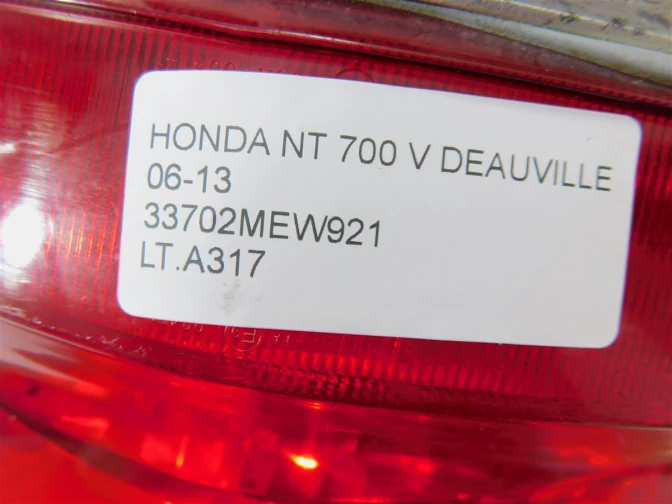 HONDA NT 700 V DEAUVILLE
06-13
33702MEW921
LT.A317